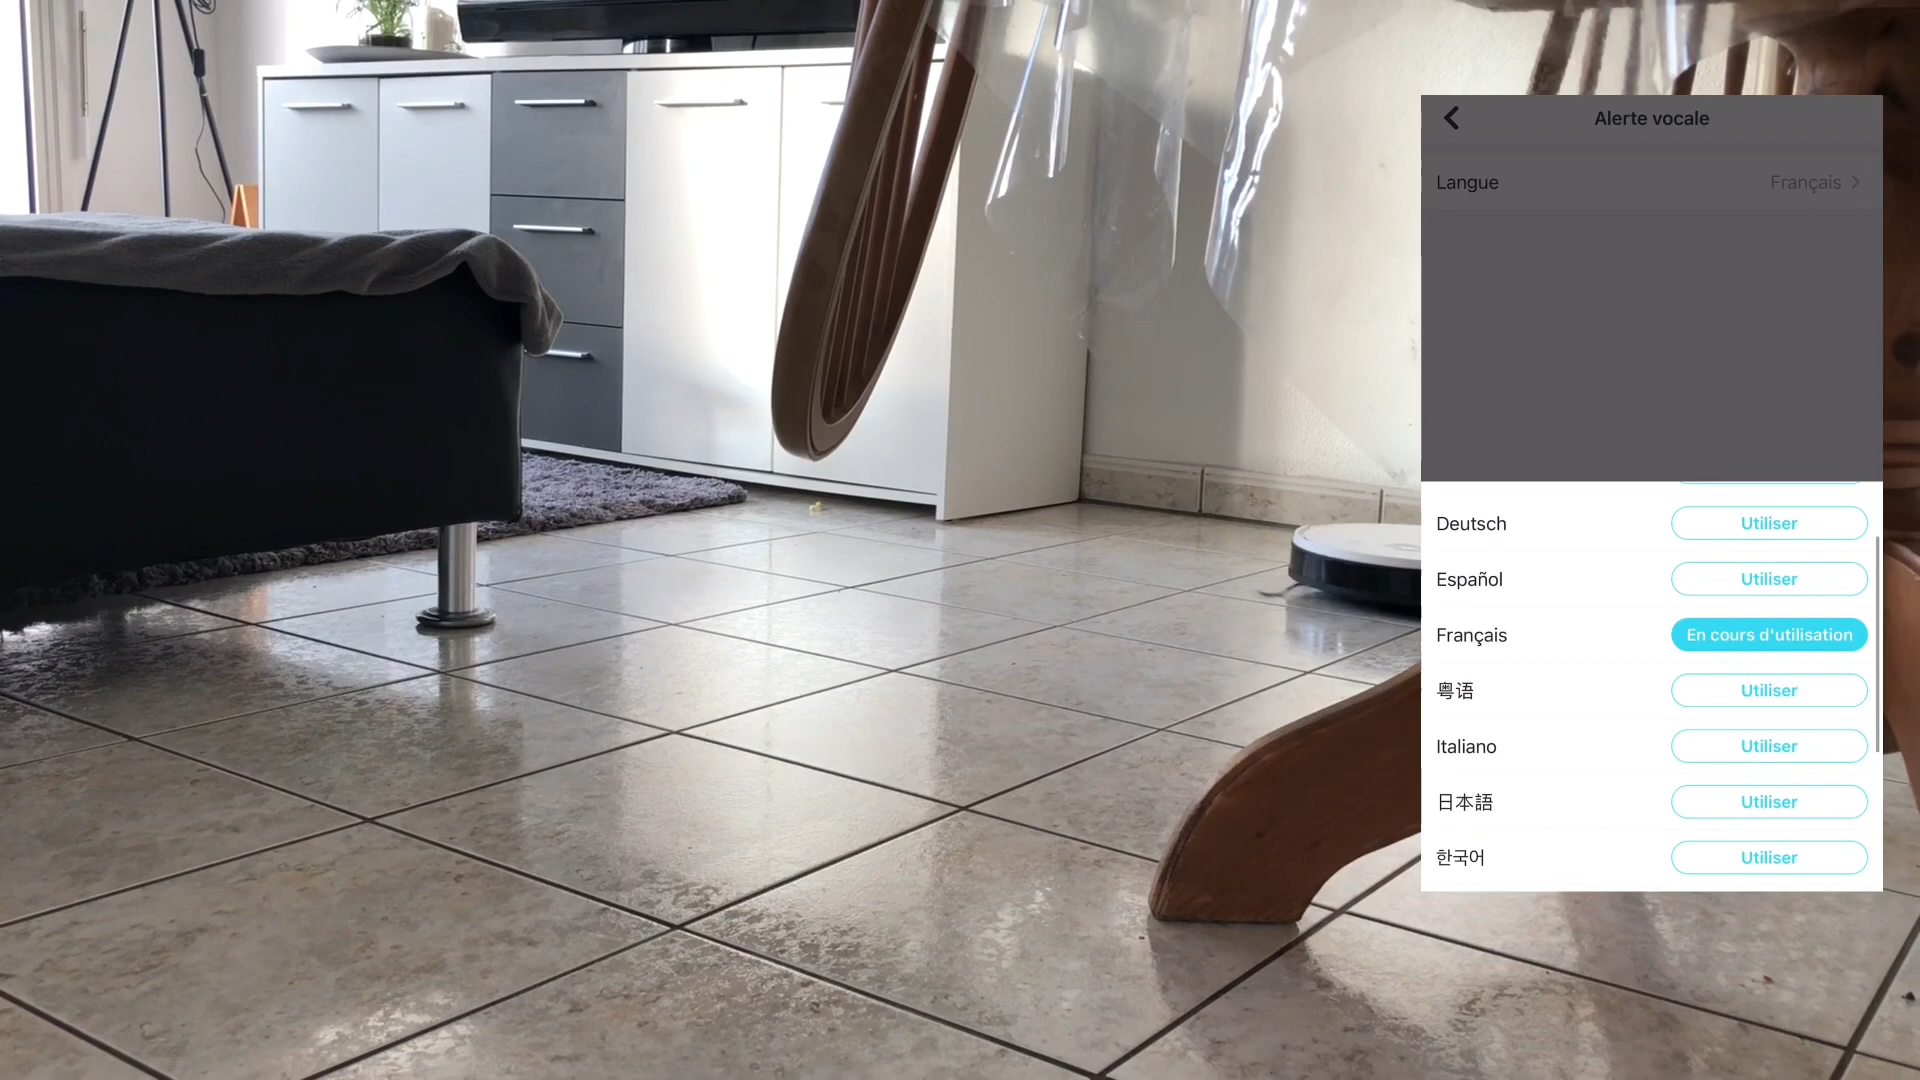 Alerte vocale
Langue Français
Deutsch Utiliser
Español Utiliser
Français En cours d'utilisation
粤语 Utiliser
Italiano Utiliser
日本語 Utiliser
한국어 Utiliser